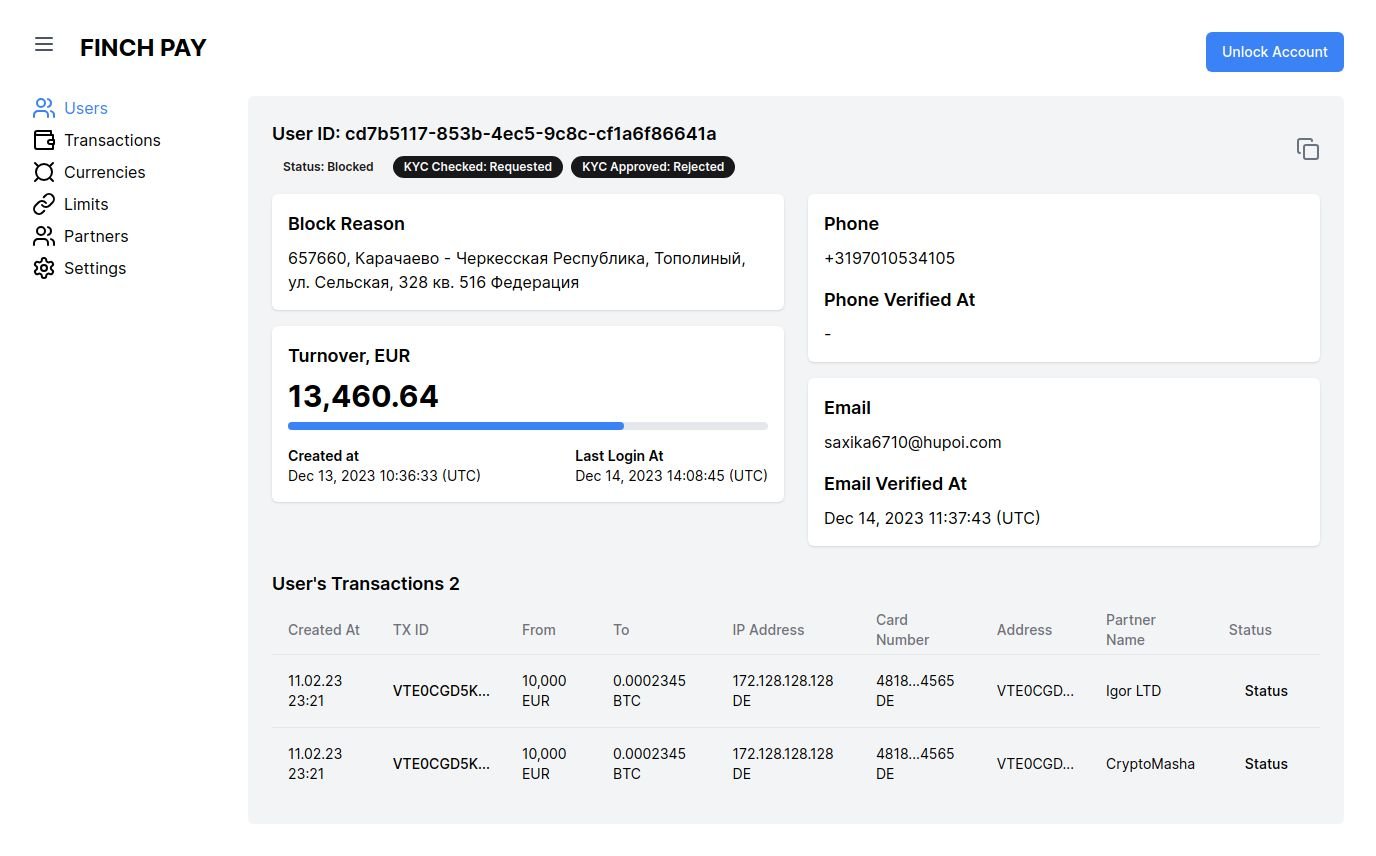 FINCH PAY
Unlock Account
Users
Transactions
Currencies
Limits
Partners
Settings
User ID: cd7b5117-853b-4ec5-9c8c-cf1a6f86641a
Status: Blocked KYC Checked: Requested KYC Approved: Rejected
Block Reason
657660, Карачаево - Черкесская Республика, Тополиный,
ул. Сельская, 328 кв. 516 Федерация
Turnover, EUR
13,460.64
Created at
Dec 13, 2023 10:36:33 (UTC)
Last Login At
Dec 14, 2023 14:08:45 (UTC)
Phone
+3197010534105
Phone Verified At
-
Email
saxika6710@hupoi.com
Email Verified At
Dec 14, 2023 11:37:43 (UTC)
User's Transactions 2
Created At
TX ID
From
To
IP Address
Card
Number
Address
Partner
Name
Status
11.02.23
23:21
VTE0CGD5K...
10,000
EUR
0.0002345
BTC
172.128.128.128
DE
4818...4565
DE
VTE0CGD...
Igor LTD
Status
11.02.23
23:21
VTE0CGD5K...
10,000
EUR
0.0002345
BTC
172.128.128.128
DE
4818...4565
DE
VTE0CGD...
CryptoMasha
Status